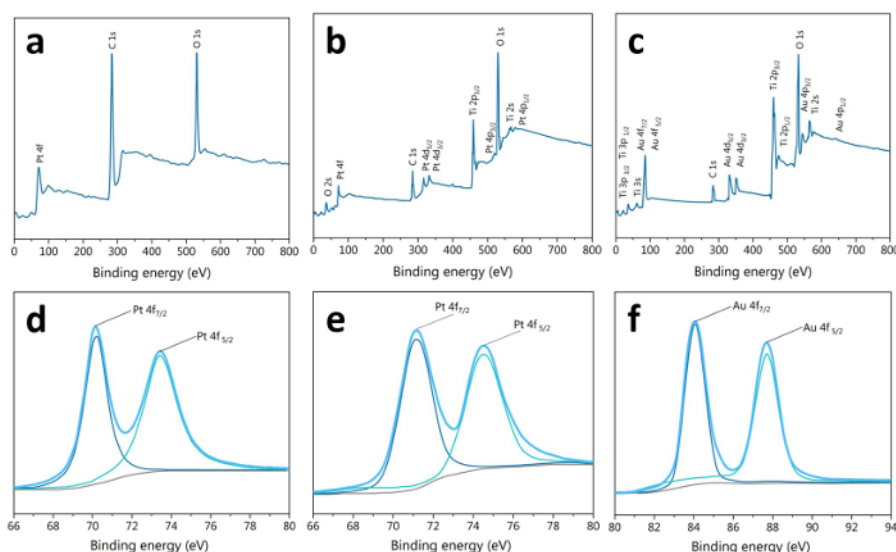 a
C 1s
O 1s
Pt 4f
0 100 200 300 400 500 600 700 800
Binding energy (eV)
b
O 1s
Ti 2p3/2
Ti 2s
Pt 4p1/2
Pt 4p3/2
C 1s
Pt 4d5/2
Pt 4d3/2
O 2s
Pt 4f
0 100 200 300 400 500 600 700 800
Binding energy (eV)
c
O 1s
Ti 2p3/2
Au 4p3/2
Ti 2s
Au 4p1/2
Ti 2p1/2
Ti 3p 1/2
Au 4f7/2
Au 4f 5/2
Ti 3p 3/2
Ti 3s
C 1s
Au 4d5/2
Au 4d3/2
0 100 200 300 400 500 600 700 800
Binding energy (eV)
d
Pt 4f7/2
Pt 4f 5/2
66 70 72 74 76 78 80
Binding energy (eV)
e
Pt 4f7/2
Pt 4f 5/2
66 70 72 74 76 78 80
Binding energy (eV)
f
Au 4f7/2
Au 4f 5/2
80 82 84 86 88 90 92 94
Binding energy (eV)